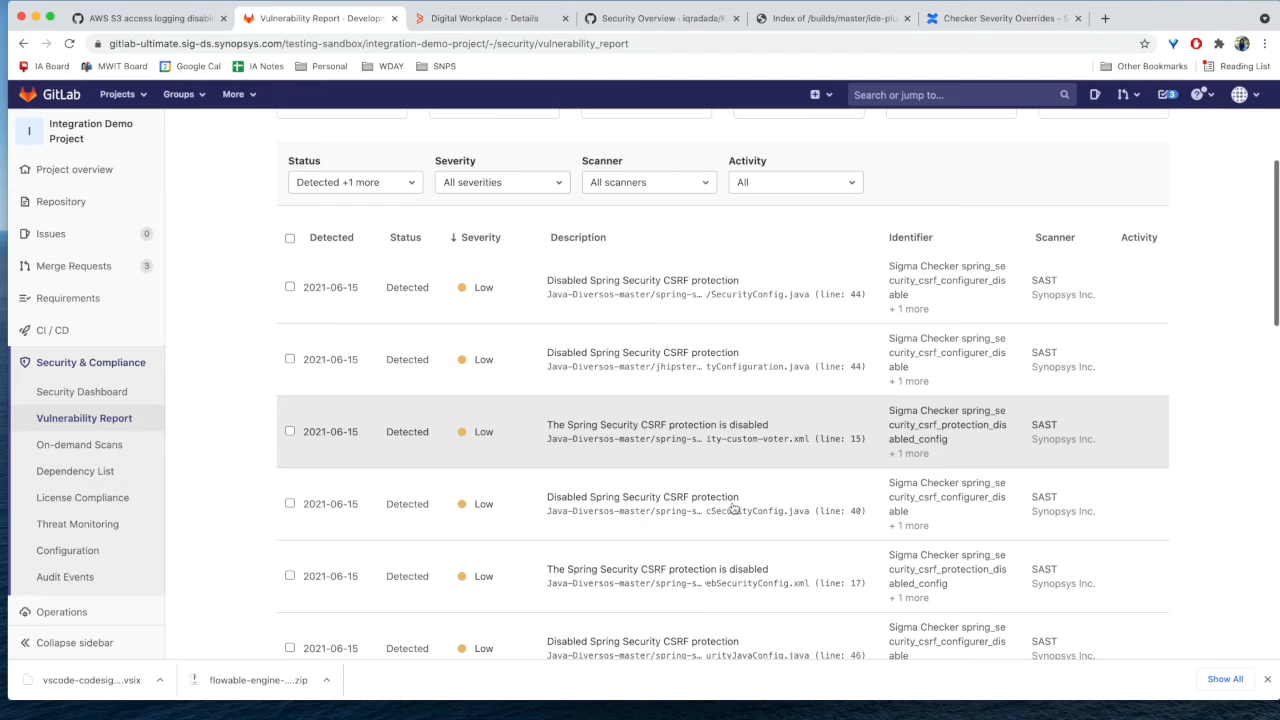 AWS S3 access logging disable
Vulnerability Report · Developm
Digital Workplace - Details
Security Overview · iqradada/K
Index of /builds/master/ide-plu
Checker Severity Overrides - S
gitlab-ultimate.sig-ds.synopsys.com/testing-sandbox/integration-demo-project/-/security/vulnerability_report
IA Board
MWIT Board
Google Cal
IA Notes
Personal
WDAY
SNPS
Other Bookmarks
Reading List
GitLab
Projects
Groups
More
Search or jump to...
3
I
Integration Demo
Project
Project overview
Repository
Issues 0
Merge Requests 3
Requirements
CI / CD
Security & Compliance
Security Dashboard
Vulnerability Report
On-demand Scans
Dependency List
License Compliance
Threat Monitoring
Configuration
Audit Events
Operations
Collapse sidebar
Status
Severity
Scanner
Activity
Detected +1 more
All severities
All scanners
All
Detected
Status
Severity
Description
Identifier
Scanner
Activity
2021-06-15
Detected
Low
Disabled Spring Security CSRF protection
Java-Diversos-master/spring-s… /SecurityConfig.java (line: 44)
Sigma Checker spring_se
curity_csrf_configurer_dis
able
+ 1 more
SAST
Synopsys Inc.
2021-06-15
Detected
Low
Disabled Spring Security CSRF protection
Java-Diversos-master/jhipster… tyConfiguration.java (line: 44)
Sigma Checker spring_se
curity_csrf_configurer_dis
able
+ 1 more
SAST
Synopsys Inc.
2021-06-15
Detected
Low
The Spring Security CSRF protection is disabled
Java-Diversos-master/spring-s… ity-custom-voter.xml (line: 15)
Sigma Checker spring_se
curity_csrf_protection_dis
abled_config
+ 1 more
SAST
Synopsys Inc.
2021-06-15
Detected
Low
Disabled Spring Security CSRF protection
Java-Diversos-master/spring-s… cSecurityConfig.java (line: 40)
Sigma Checker spring_se
curity_csrf_configurer_dis
able
+ 1 more
SAST
Synopsys Inc.
2021-06-15
Detected
Low
The Spring Security CSRF protection is disabled
Java-Diversos-master/spring-s… ebSecurityConfig.xml (line: 17)
Sigma Checker spring_se
curity_csrf_protection_dis
abled_config
+ 1 more
SAST
Synopsys Inc.
2021-06-15
Detected
Low
Disabled Spring Security CSRF protection
Java-Diversos-master/spring-s… urityJavaConfig.java (line: 46)
Sigma Checker spring_se
curity_csrf_configurer_dis
able
SAST
Synopsys Inc.
vscode-codesig....vsix
flowable-engine-....zip
Show All